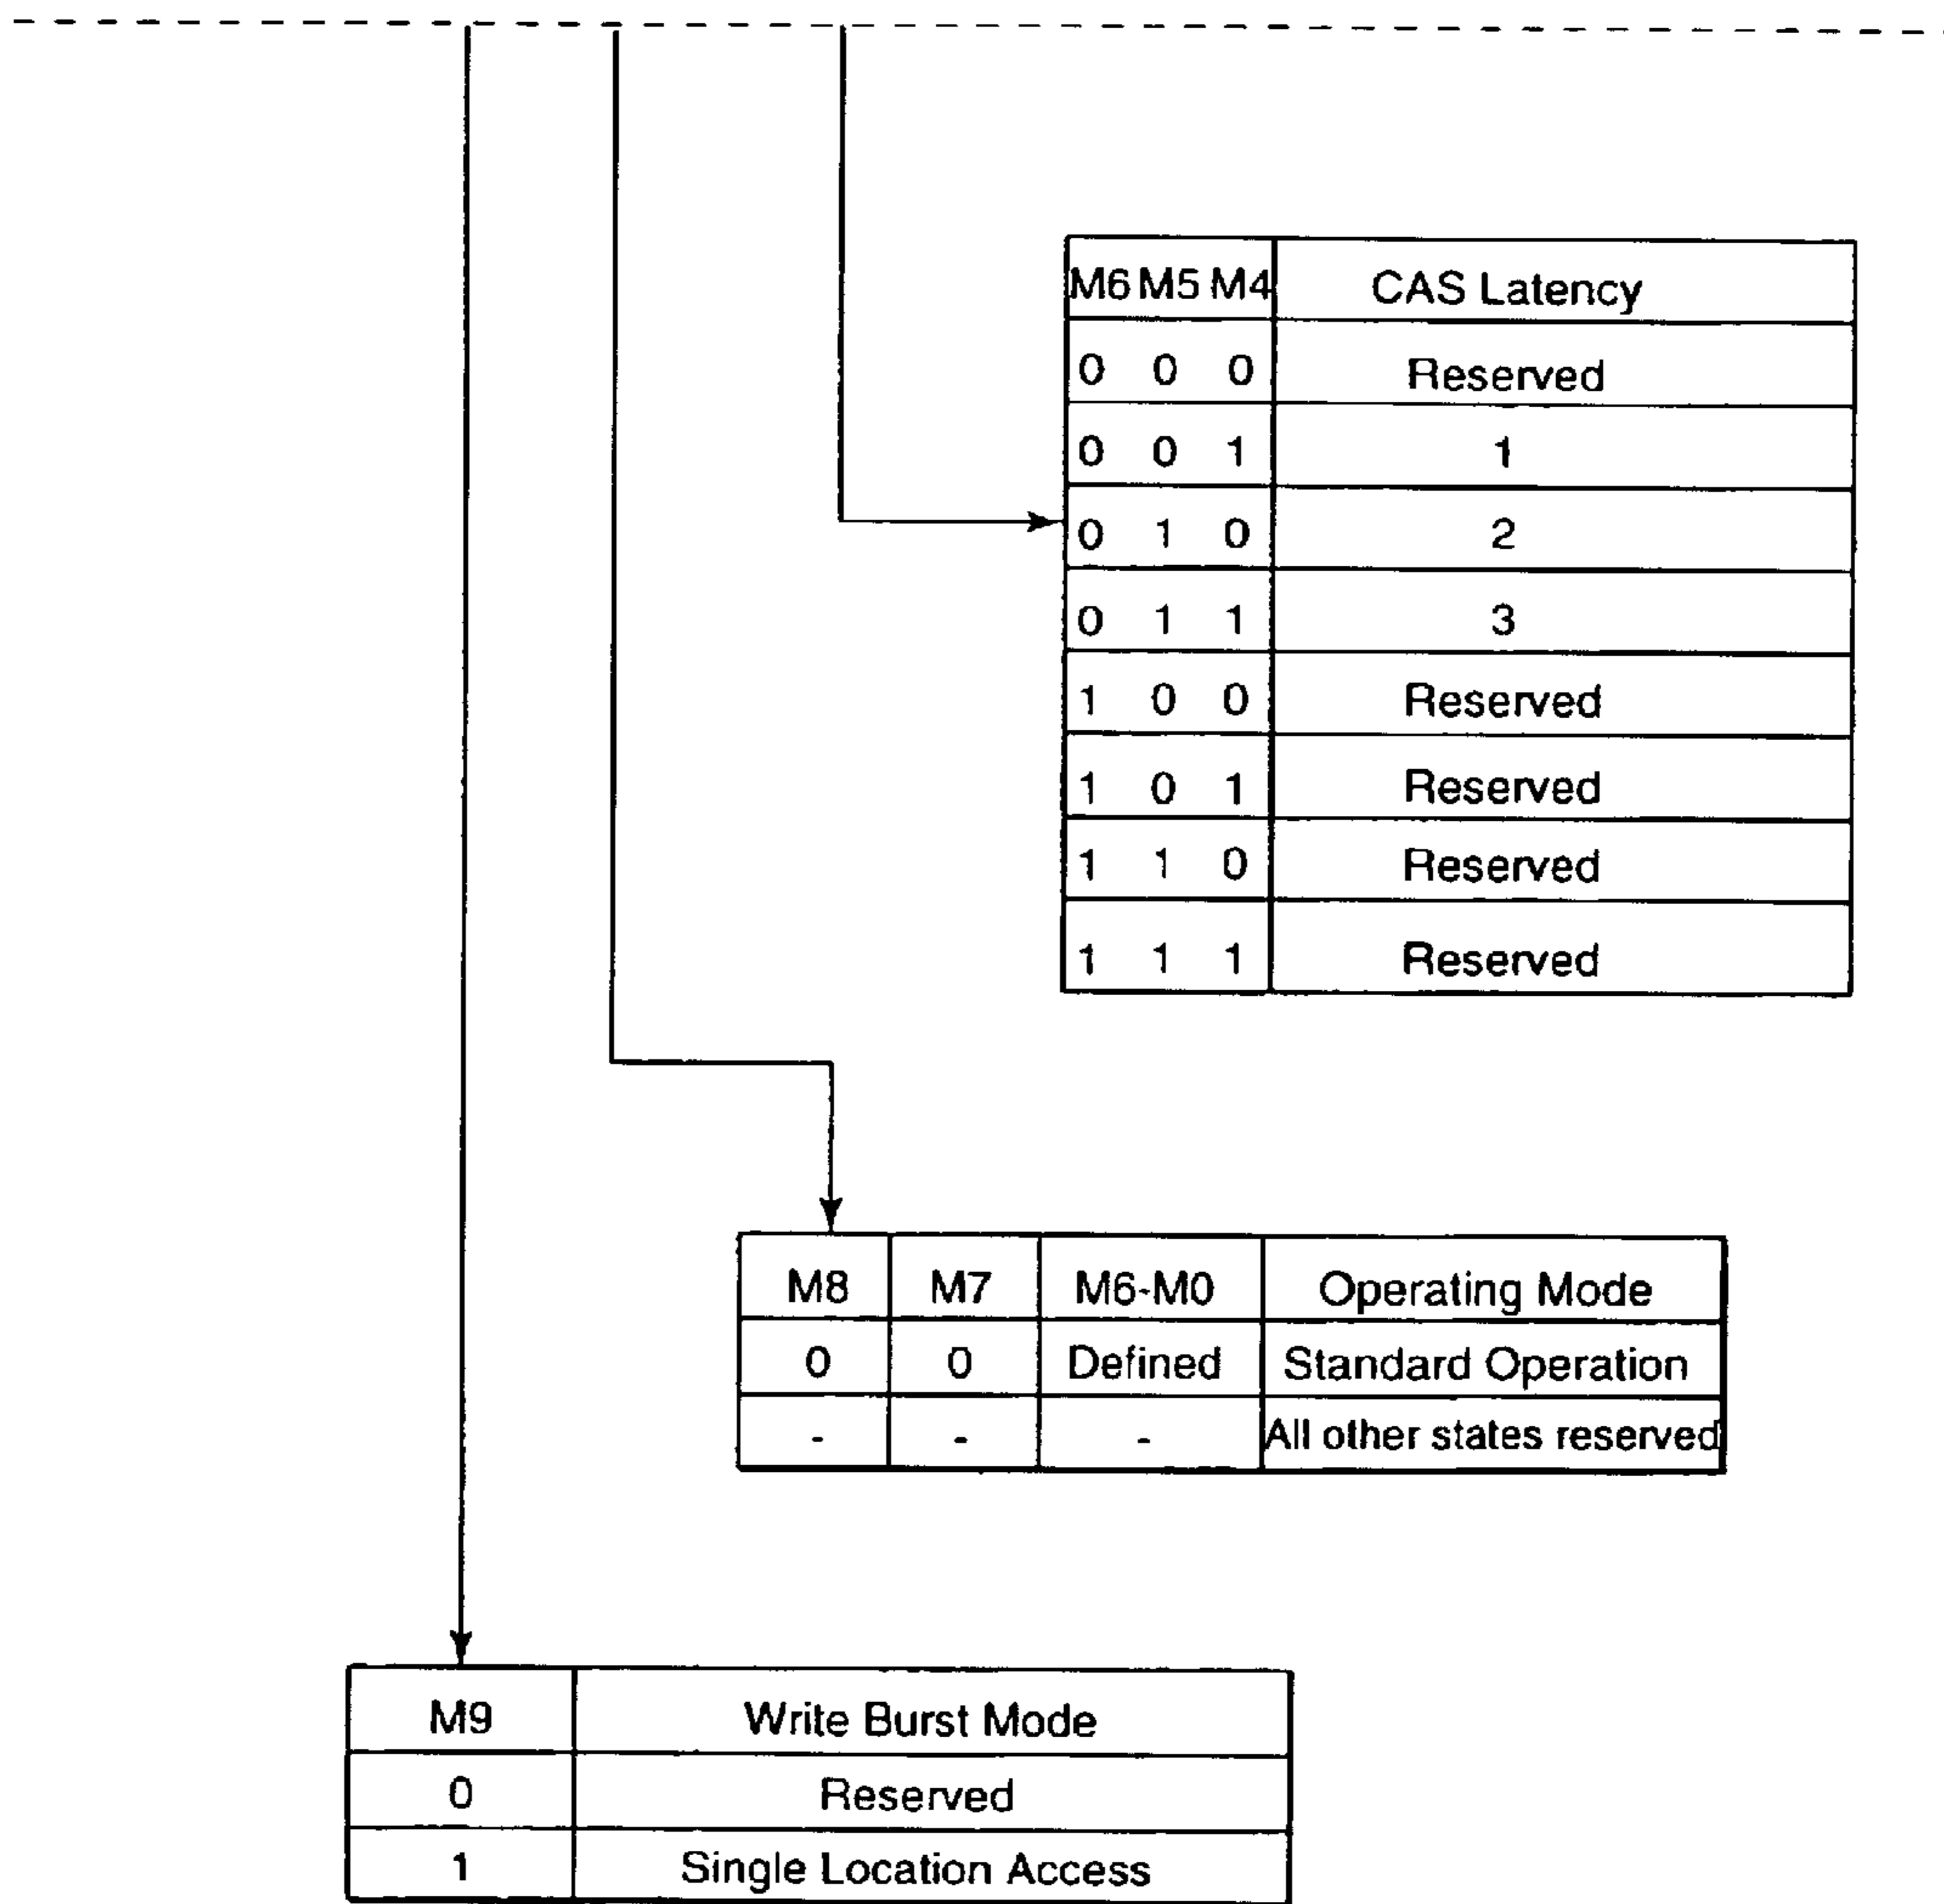 M6 M5 M4 CAS Latency
0 0 0 Reserved
0 0 1 1
0 1 0 2
0 1 1 3
1 0 0 Reserved
1 0 1 Reserved
1 1 0 Reserved
1 1 1 Reserved
M8 M7 M6-M0 Operating Mode
0 0 Defined Standard Operation
- - - All other states reserved
M9 Write Burst Mode
0 Reserved
1 Single Location Access